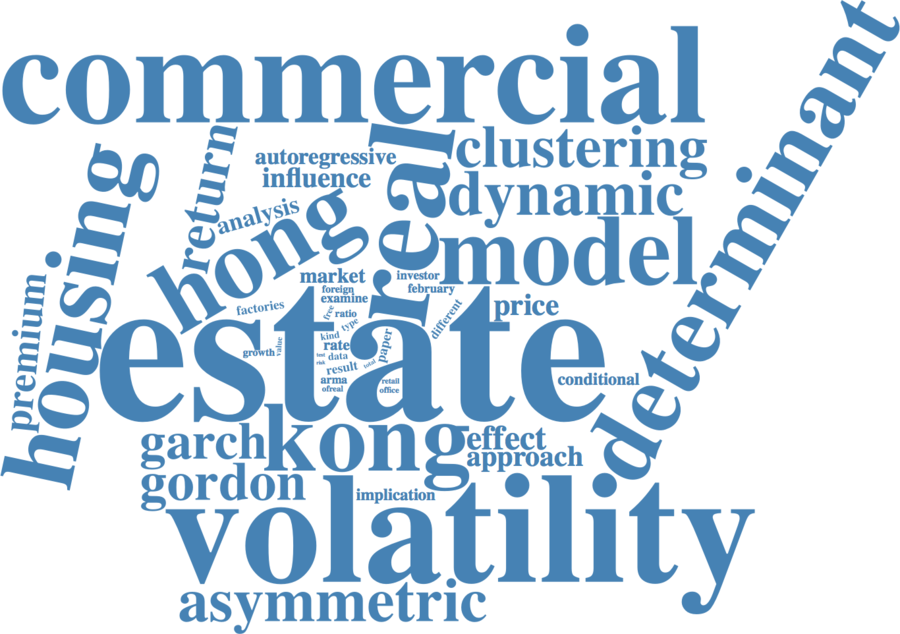 commercial
determinant
real
clustering
return
autoregressive
influence
housing
dynamic
analysis
hong
model
market
investor
foreign
february
examine
premium
factories
free
ratio
price
different
kind
type
estate
rate
paper
growth
value
data
risk
result
total
arma
retail
conditional
ofreal
office
garch
kong
effect
approach
gordon
implication
volatility
asymmetric